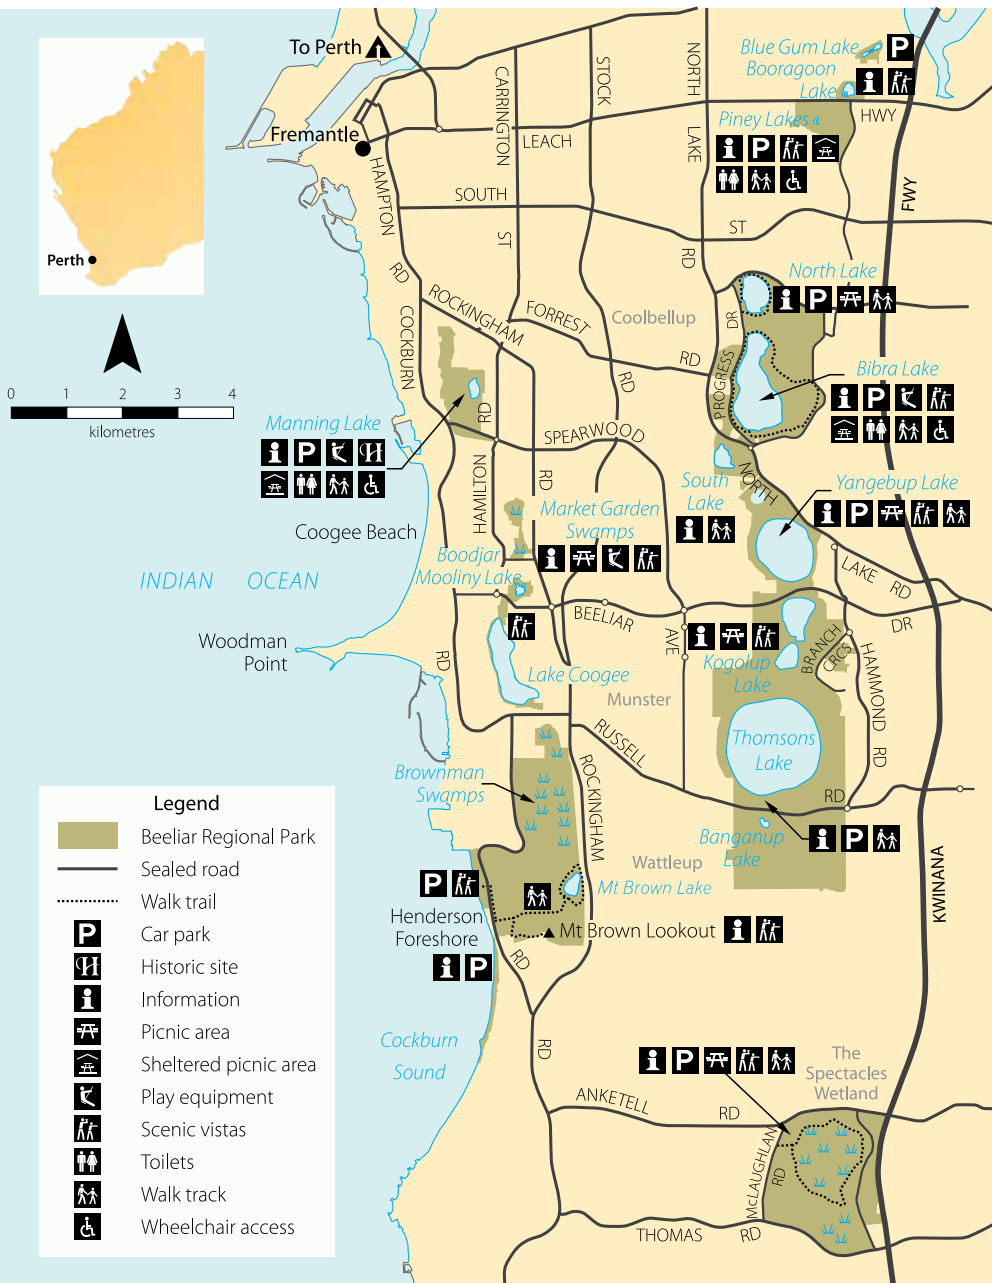 To Perth
Fremantle
Perth
0 1 2 3 4
kilometres
Blue Gum Lake
P
Booragoon
Lake
i
HWY
Piney Lakes
i P
CARRINGTON
ST
STOCK
RD
NORTH
LAKE
RD
LEACH
HAMPTON
RD
SOUTH
ST
FWY
North Lake
i P
COCKBURN
RD
ROCKINGHAM
RD
FORREST
RD
Coolbellup
PROGRESS
DR
Bibra Lake
i P
Manning Lake
i P H
RD
HAMILTON
SPEARWOOD
AVE
South
Lake
i
NORTH
LAKE
RD
Yangebup Lake
i P
Market Garden
Swamps
i
Coogee Beach
Boodjar
Mooliny Lake
INDIAN OCEAN
BEELIAR
DR
Woodman
Point
i
Kogolup
Lake
BRANCH
CRCS
HAMMOND
RD
Lake Coogee
Munster
RUSSELL
RD
Thomsons
Lake
i P
Brownman
Swamps
ROCKINGHAM
RD
Banganup
Lake
Wattleup
KWINANA
P
Mt Brown Lake
Henderson
Foreshore
i P
Mt Brown Lookout
i
RD
Cockburn
Sound
i P
The
Spectacles
Wetland
ANKETELL
RD
McLAUGHLAN
RD
THOMAS
RD
Legend
Beeliar Regional Park
Sealed road
Walk trail
P Car park
H Historic site
i Information
Picnic area
Sheltered picnic area
Play equipment
Scenic vistas
Toilets
Walk track
Wheelchair access